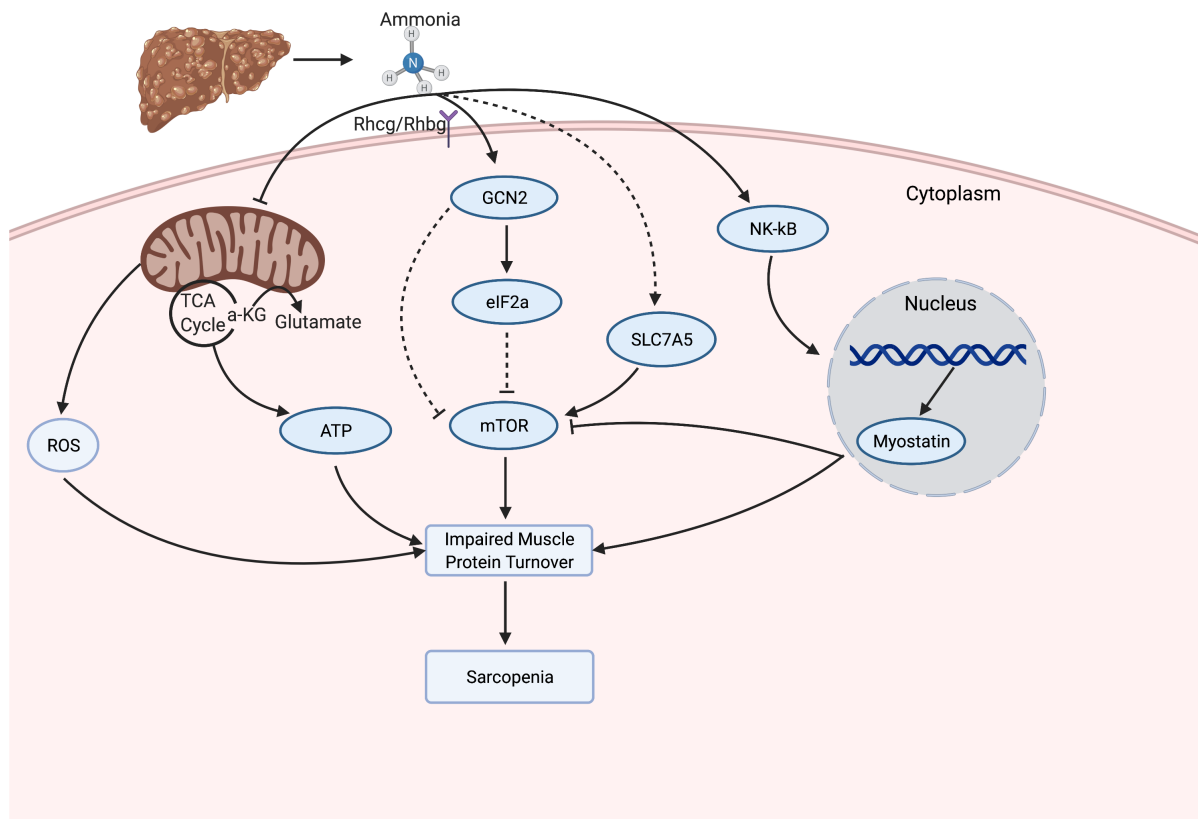 Ammonia
H
N
H
H
H
Rhcg/Rhbg
Cytoplasm
GCN2
NK-kB
TCA
Cycle
a-KG
Glutamate
eIF2a
Nucleus
SLC7A5
ROS
ATP
mTOR
Myostatin
Impaired Muscle
Protein Turnover
Sarcopenia